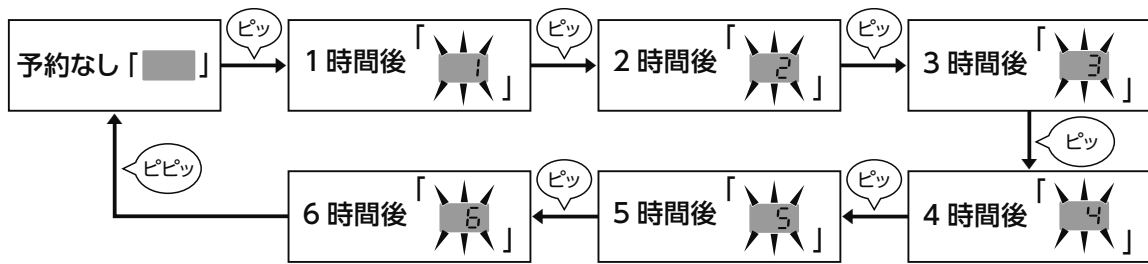 予約なし「 」
ピッ
1時間後「1」
ピッ
2時間後「2」
ピッ
3時間後「3」
ピッ
4時間後「4」
ピッ
5時間後「5」
ピッ
6時間後「6」
ピピッ